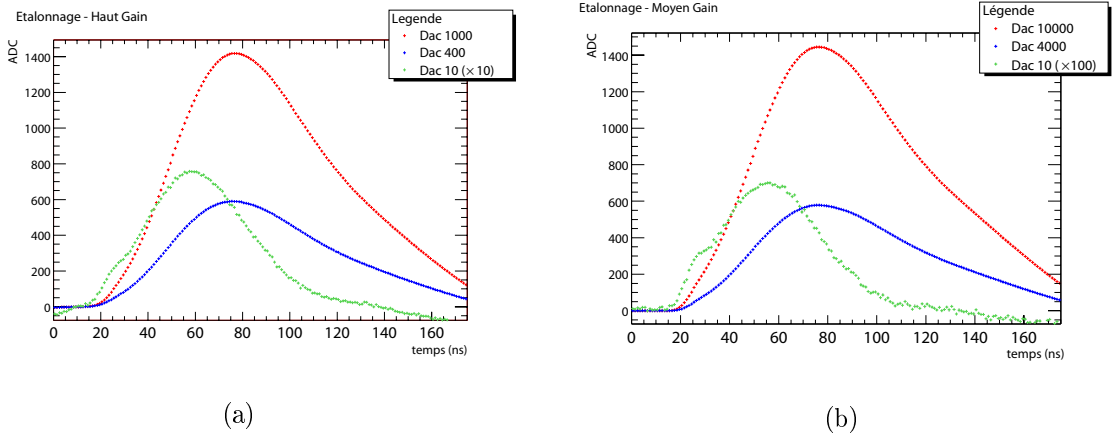 Etalonnage - Haut Gain
Legende
Dac 1000
Dac 400
Dac 10 (×10)
ADC
1400
1200
1000
800
600
400
200
0
0 20 40 60 80 100 120 140 160
temps (ns)
(a)
Etalonnage - Moyen Gain
Légende
Dac 10000
Dac 4000
Dac 10 (×100)
ADC
1400
1200
1000
800
600
400
200
0
0 20 40 60 80 100 120 140 160
temps (ns)
(b)